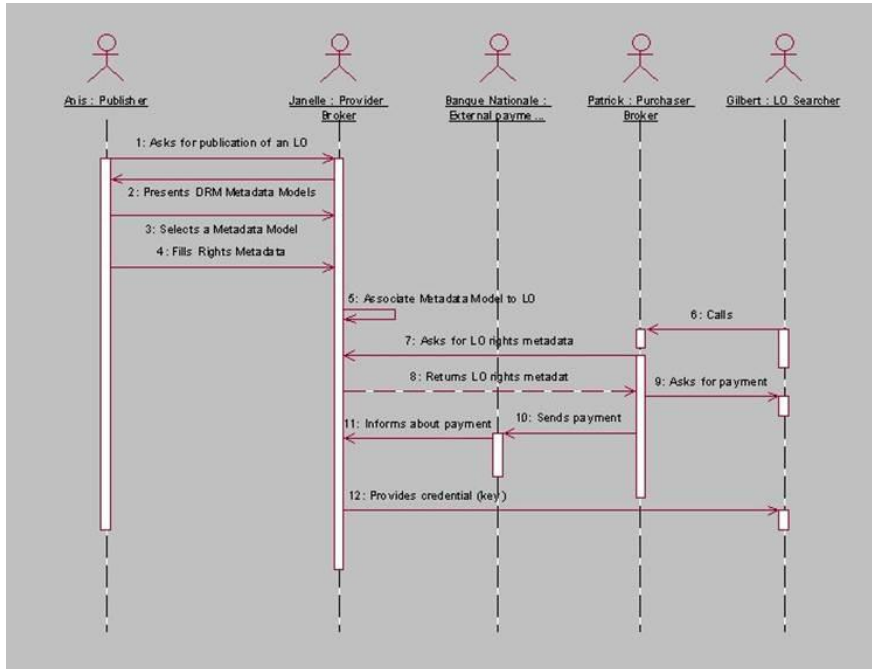 Anis : Publisher
Janelle : Provider
Broker
Banque Nationale :
External payme ...
Patrick : Purchaser
Broker
Gilbert : LO Searcher
1: Asks for publication of an LO
2: Presents DRM Metadata Models
3: Selects a Metadata Model
4: Fills Rights Metadata
5: Associate Metadata Model to LO
6: Calls
7: Asks for LO rights metadata
8: Returns LO rights metadat
9: Asks for payment
10: Sends payment
11: Informs about payment
12: Provides credential (key)